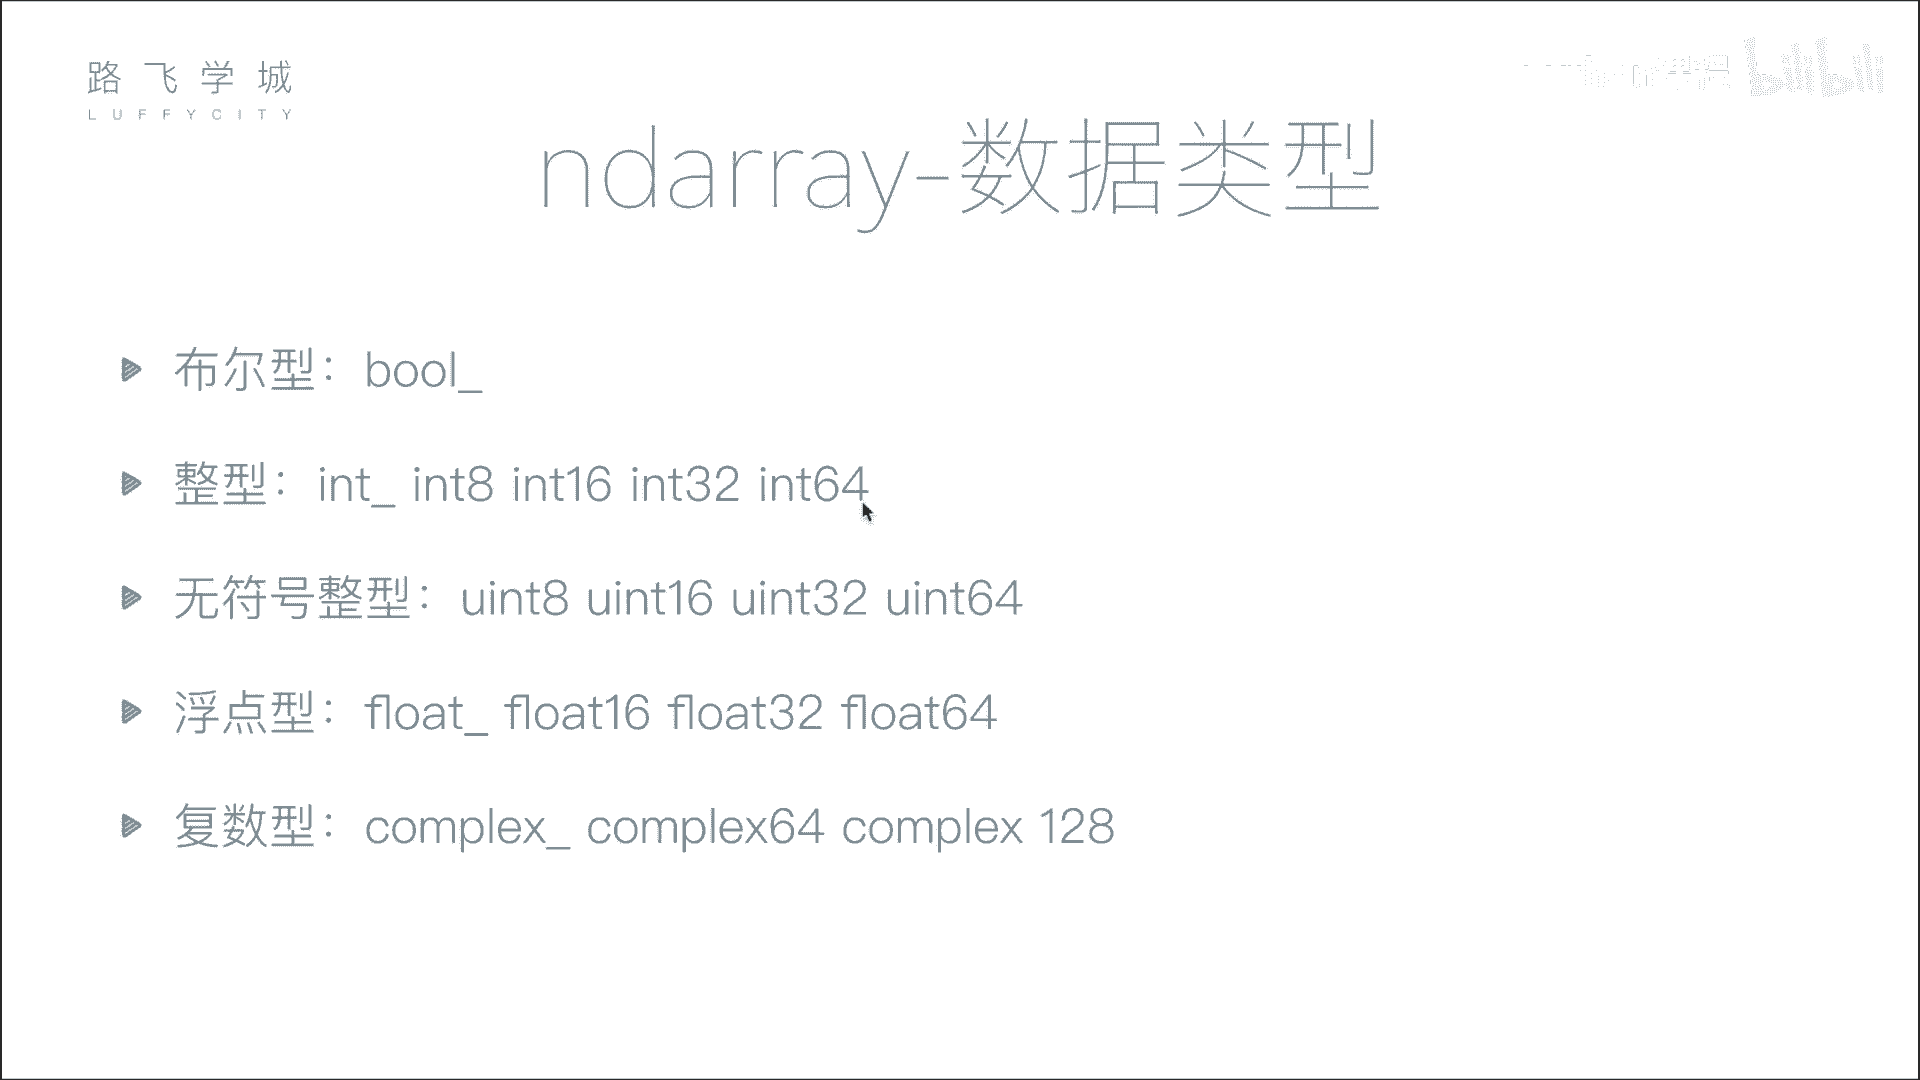 路飞学城
LUFFYCITY
bilibili
ndarray-数据类型
布尔型：bool_
整型：int_ int8 int16 int32 int64
无符号整型：uint8 uint16 uint32 uint64
浮点型：float_ float16 float32 float64
复数型：complex_ complex64 complex 128